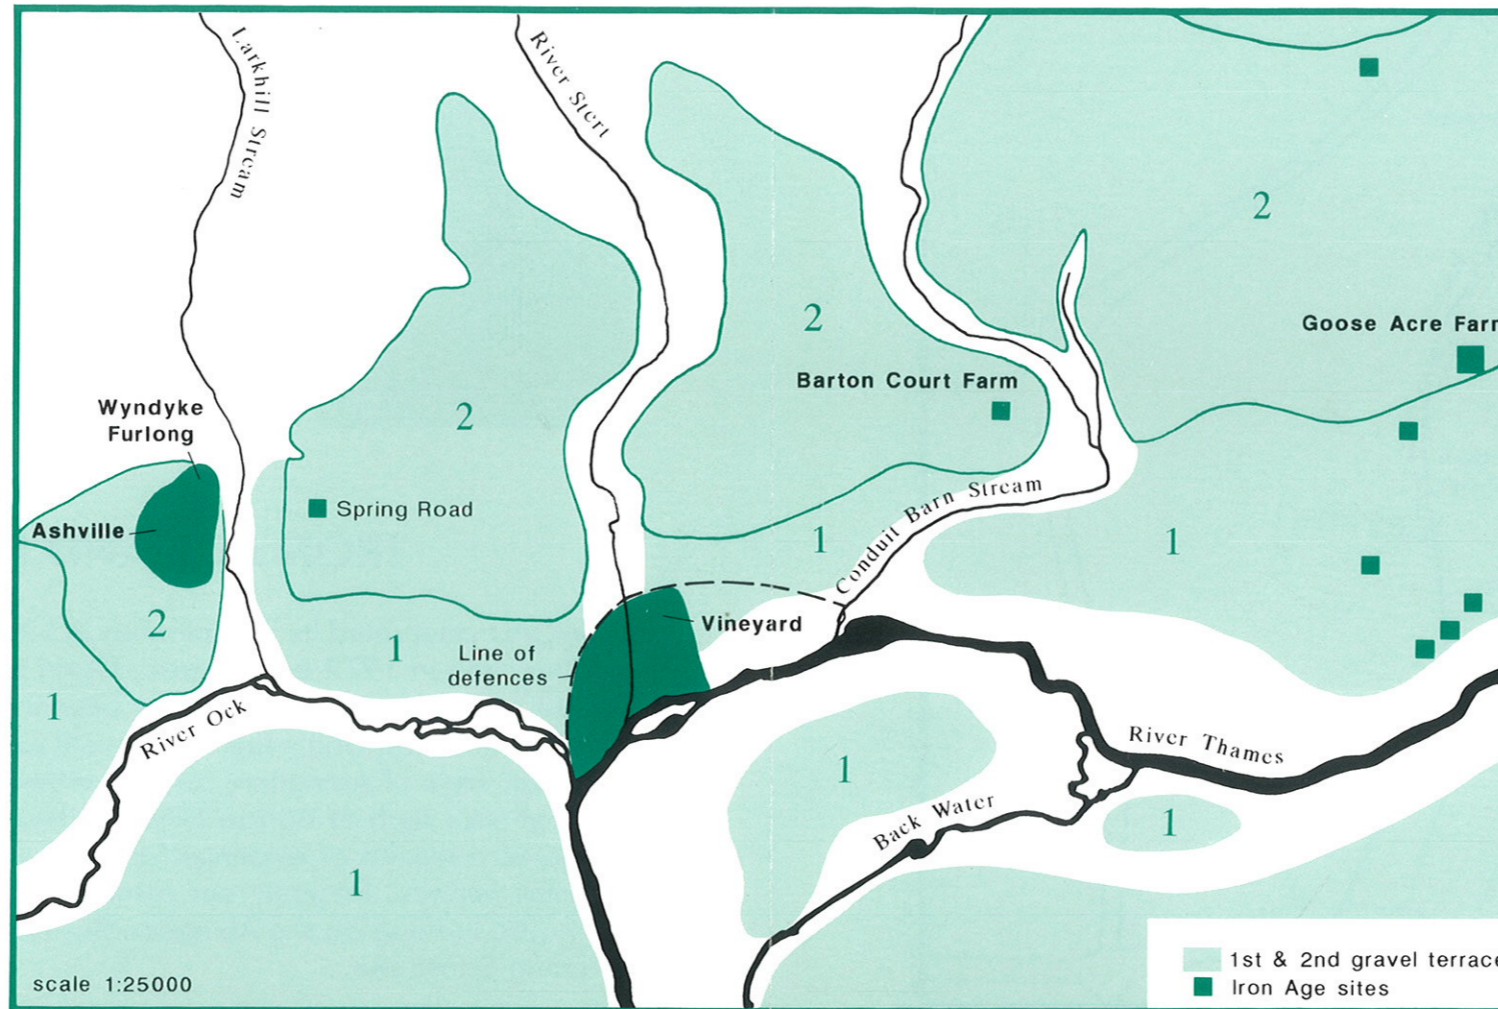 Larkhill Stream
River Stert
2
2
Goose Acre Farm
Barton Court Farm
2
Wyndyke
Furlong
Spring Road
Ashville
Conduit Barn Stream
1
1
2
Vineyard
1
Line of
defences
1
River Ock
River Thames
1
Back Water
1
1
1st & 2nd gravel terrace
Iron Age sites
scale 1:25000